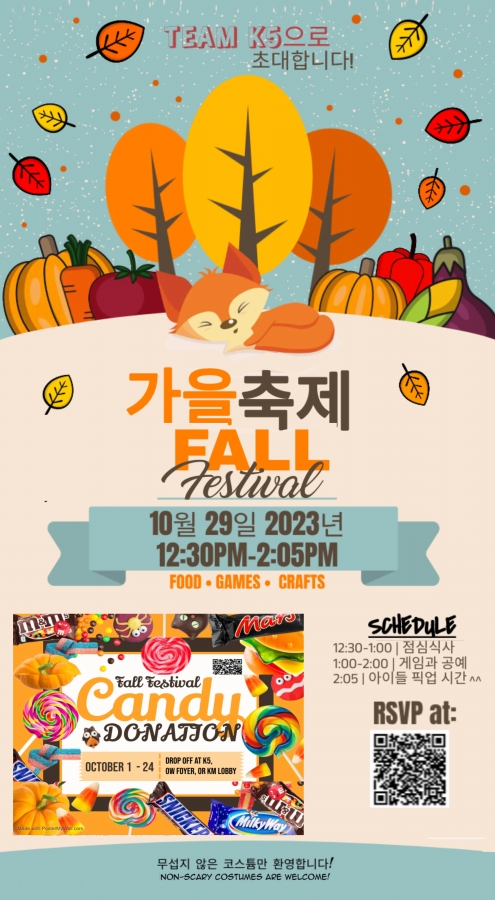 TEAM K5으로
초대합니다!
가을축제
FALL
Festival
10월 29일 2023년
12:30PM-2:05PM
FOOD • GAMES • CRAFTS
SCHEDULE
12:30-1:00 | 점심식사
1:00-2:00 | 게임과 공예
2:05 | 아이들 픽업 시간 ^^
RSVP at:
M&M's
Mars
Fall Festival
Candy
DONATION
OCTOBER 1 - 24
DROP OFF AT K5,
DW FOYER, OR KM LOBBY
SNICKERS
MilkyWay
Made with PosterMyWall.com
무섭지 않은 코스튬만 환영합니다!
NON-SCARY COSTUMES ARE WELCOME!